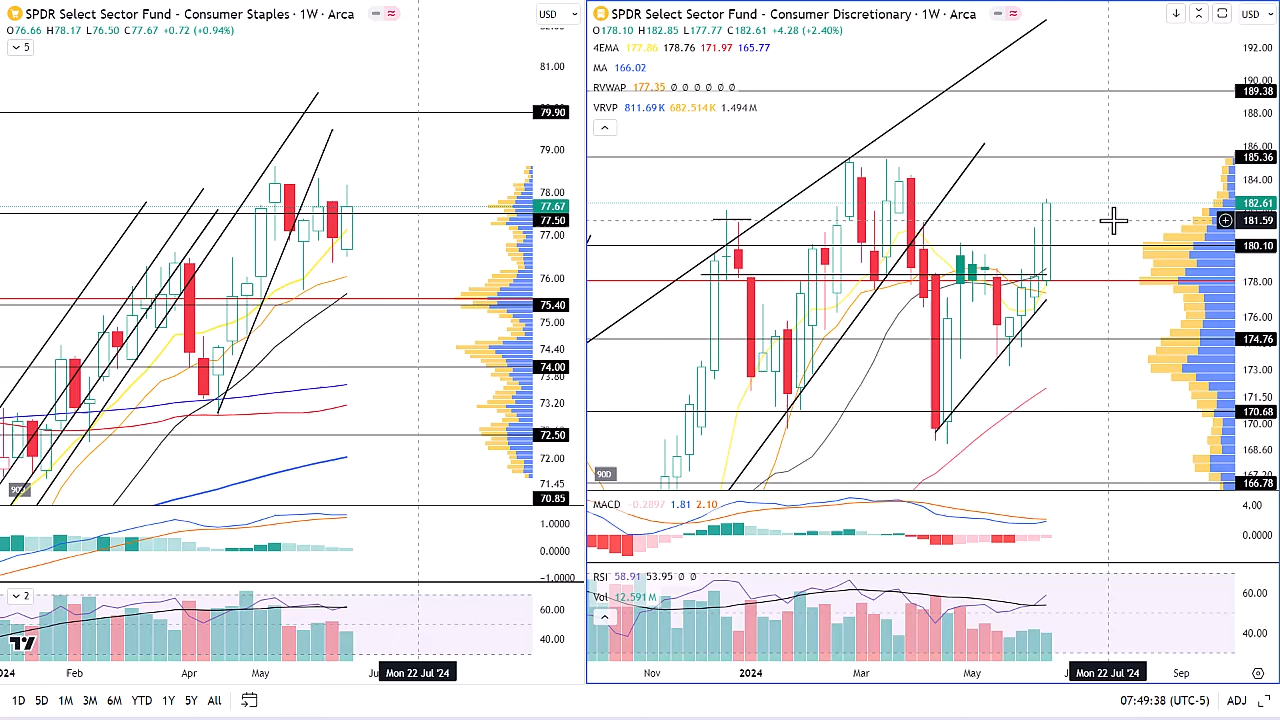 SPDR Select Sector Fund - Consumer Staples · 1W · Arca
O76.66 H78.17 L76.50 C77.67 +0.72 (+0.94%)
5
USD
81.00
79.90
79.00
78.00
77.67
77.50
77.00
76.00
75.40
75.00
74.40
74.00
73.20
72.50
72.00
71.45
70.85
1.0000
0.0000
−1.0000
2
60.00
40.00
2024
Feb
Apr
May
Mon 22 Jul '24
SPDR Select Sector Fund - Consumer Discretionary · 1W · Arca
O178.10 H182.85 L177.77 C182.61 +4.28 (+2.40%)
4EMA 177.86 178.76 171.97 165.77
MA 166.02
RVWAP 177.35 Ø Ø Ø Ø Ø Ø
VRVP 811.69K 682.514K 1.494M
USD
192.00
190.00
189.38
188.00
186.00
185.36
184.00
182.61
181.59
180.10
178.00
176.00
174.76
173.00
171.50
170.68
170.00
168.60
166.78
90D
MACD -0.2897 1.81 2.10
4.00
0.0000
RSI 58.91 53.95 Ø Ø
Vol 12.591M
60.00
40.00
Nov
2024
Mar
May
Mon 22 Jul '24
Sep
1D 5D 1M 3M 6M YTD 1Y 5Y All
07:49:38 (UTC-5)
ADJ